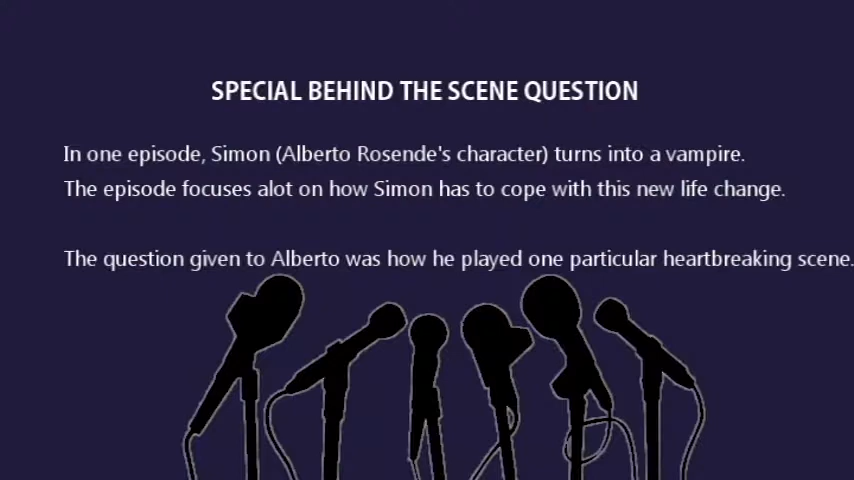 SPECIAL BEHIND THE SCENE QUESTION
In one episode, Simon (Alberto Rosende's character) turns into a vampire.
The episode focuses alot on how Simon has to cope with this new life change.
The question given to Alberto was how he played one particular heartbreaking scene.